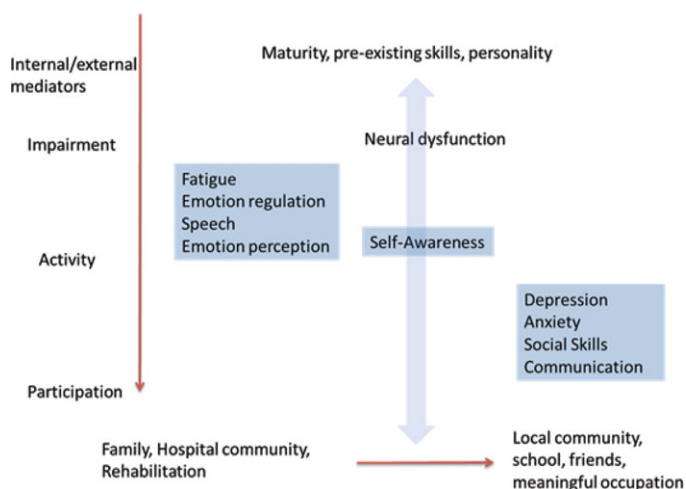 Internal/external
mediators
Maturity, pre-existing skills, personality
Impairment
Neural dysfunction
Fatigue
Emotion regulation
Speech
Emotion perception
Self-Awareness
Activity
Depression
Anxiety
Social Skills
Communication
Participation
Family, Hospital community,
Rehabilitation
Local community,
school, friends,
meaningful occupation